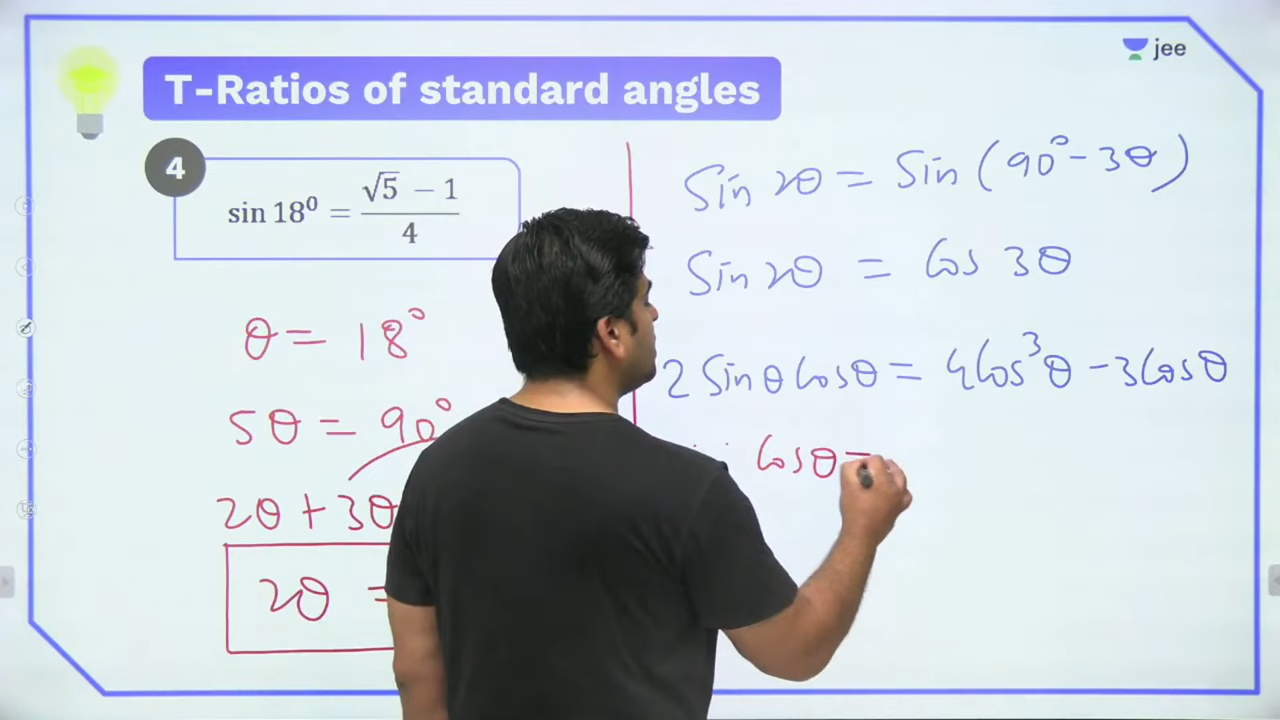 jee
T-Ratios of standard angles
4
sin 18⁰ = (√5 − 1)/4
θ = 18°
5θ = 90°
2θ + 3θ
2θ =
Sin 2θ = Sin (90° − 3θ)
Sin 2θ = Cos 3θ
2 Sinθ Cosθ = 4Cos³θ − 3Cosθ
∵ Cosθ =